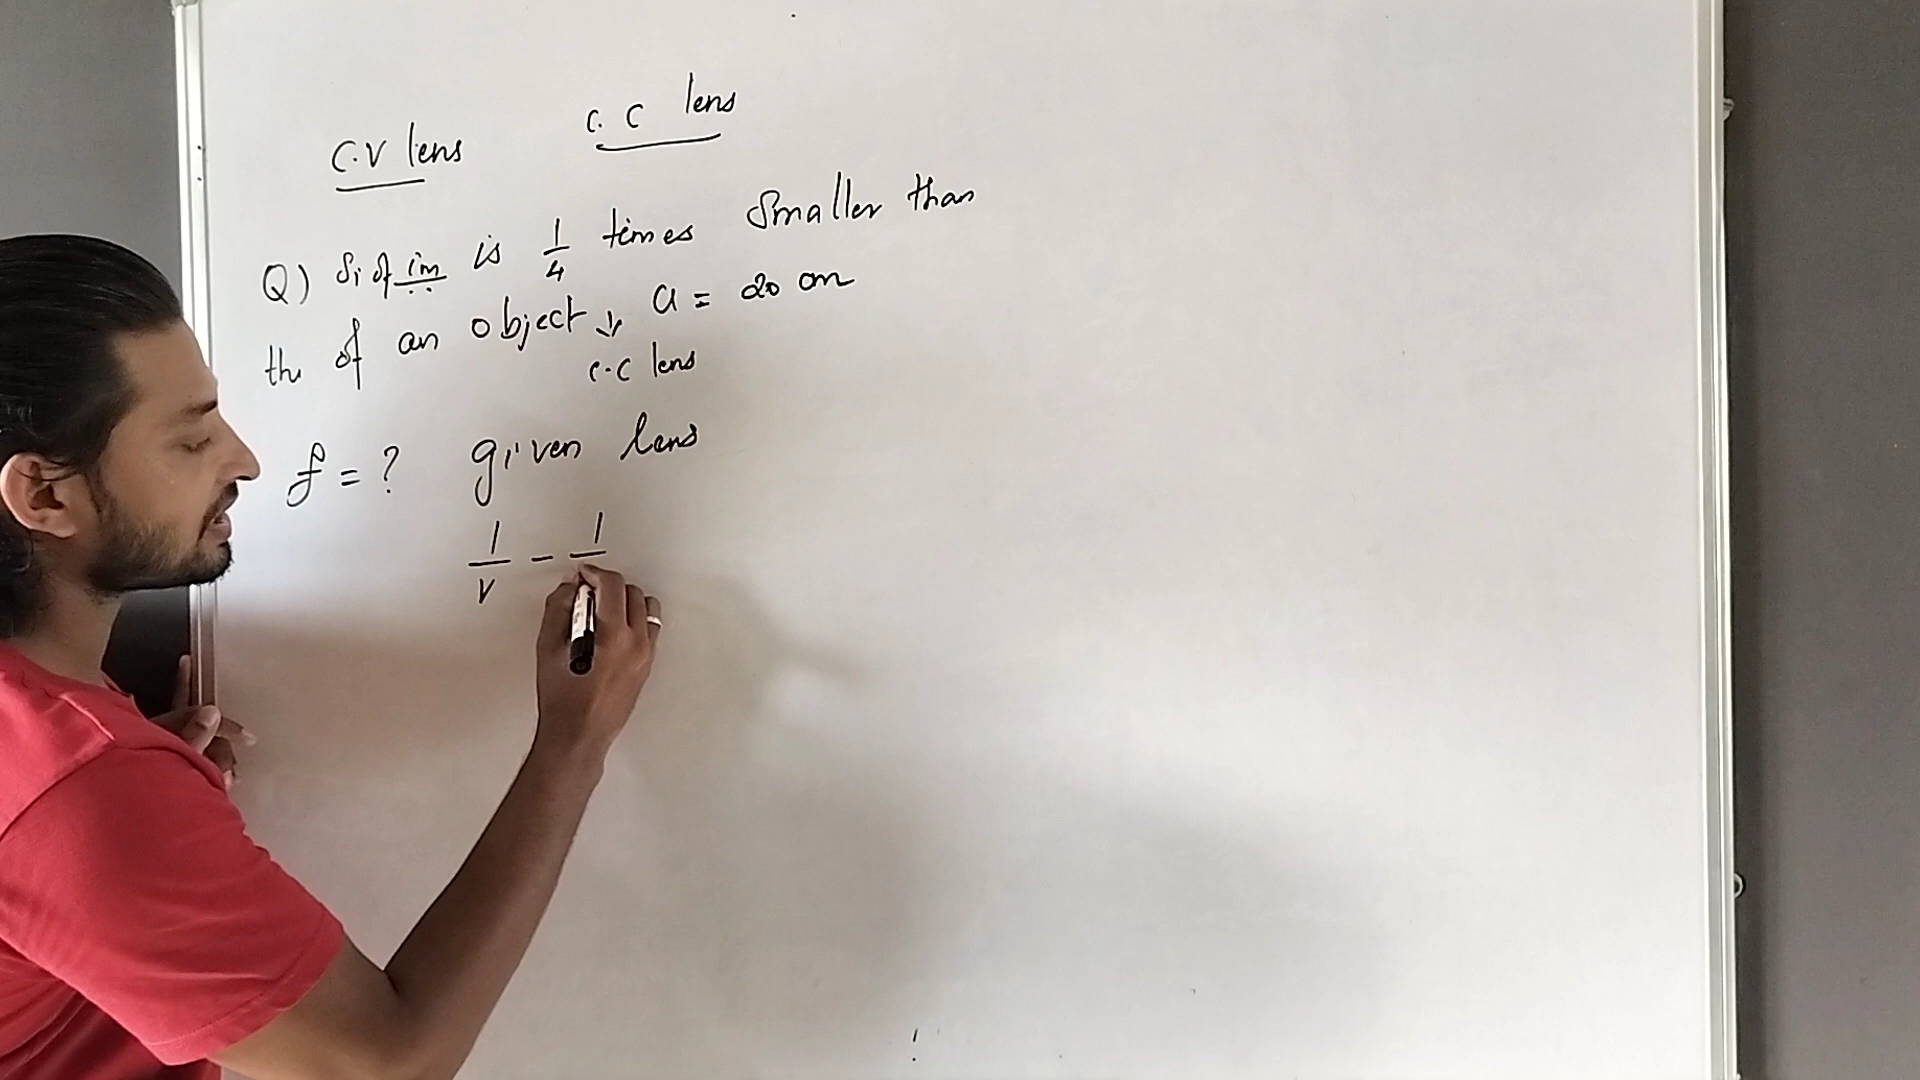 C.V lens
c. c lens
Q) Si of im is 1/4 times smaller than
th of an object ↓ u = 20 cm
c.c lens
f = ? given lens
1/v - 1/